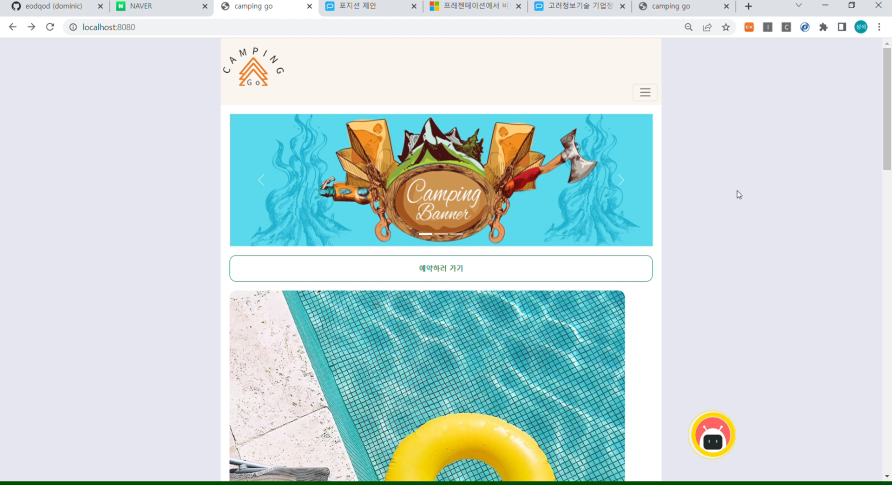 eodqod (dominic)
NAVER
camping go
포지션 제인
프레젠테이션에서 비
고려정보기술 기업정
camping go
localhost:8080
CAMPING
Go
Camping
Banner
예약하러 가기